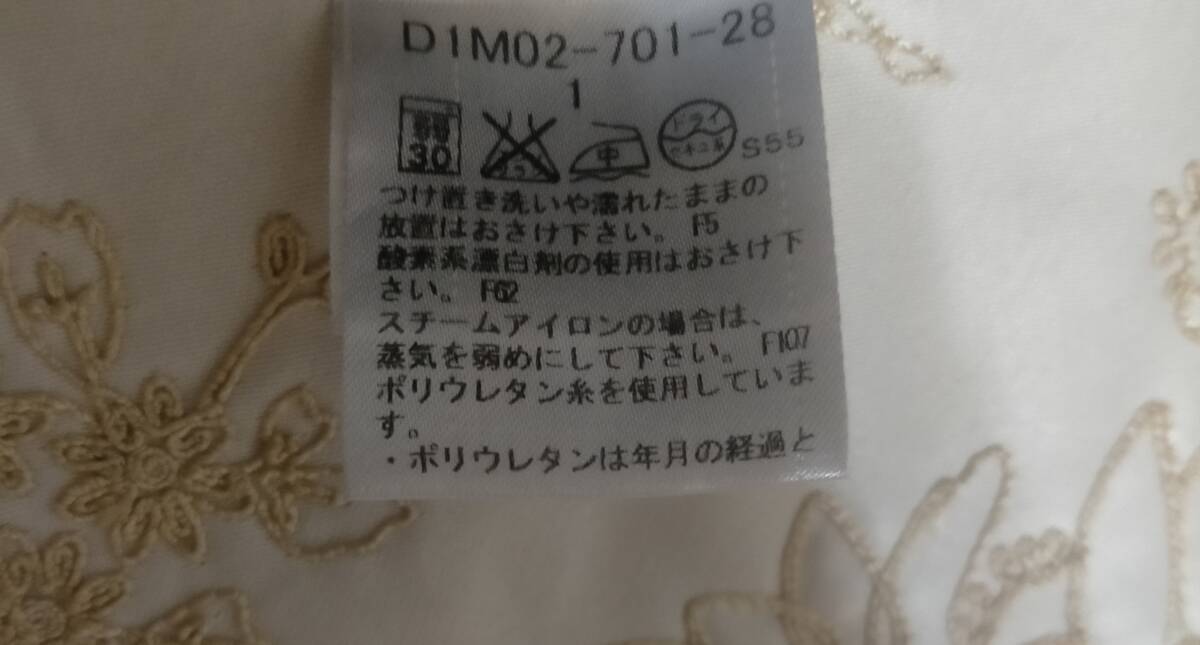 D1M02-701-28
1
30 中 ドライ セキユ系 S55
つけ置き洗いや濡れたままの
放置はおさけ下さい。 F5
酸素系漂白剤の使用はおさけ下
さい。 F62
スチームアイロンの場合は、
蒸気を弱めにして下さい。 F107
ポリウレタン糸を使用していま
す。
・ポリウレタンは年月の経過と